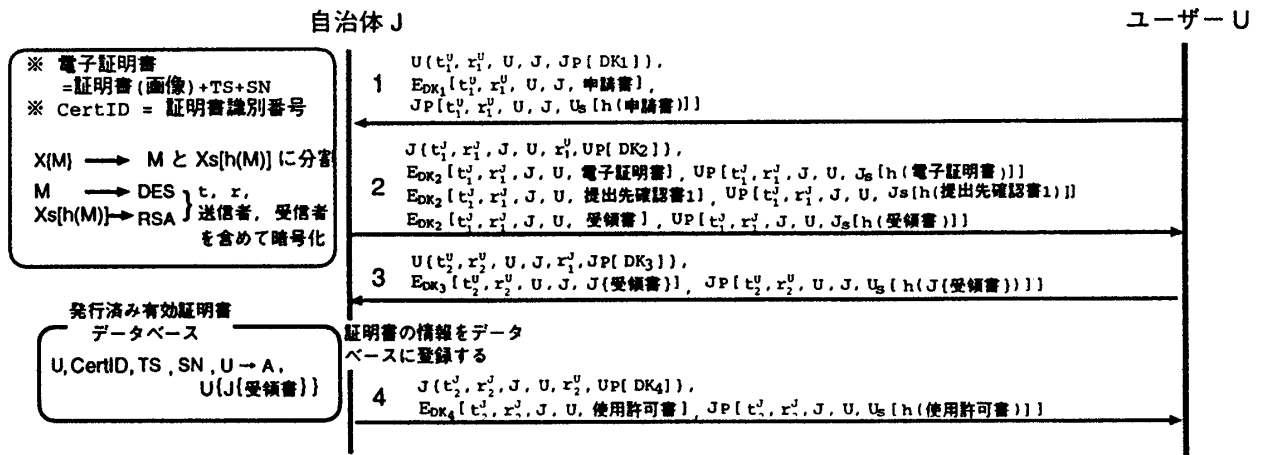 自治体 J
ユーザー U
※ 電子証明書
=証明書(画像)+TS+SN
※ CertID = 証明書識別番号
X{M} → M と Xs[h(M)] に分割
M → DES
Xs[h(M)] → RSA
} t, r,
送信者, 受信者
を含めて暗号化
1
U{t₁ᵁ, r₁ᵁ, U, J, JP[ DK₁]},
E_DK₁[t₁ᵁ, r₁ᵁ, U, J, 申請書],
JP[t₁ᵁ, r₁ᵁ, U, J, Us[h(申請書)]]
2
J{t₁ᴶ, r₁ᴶ, J, U, r₁ᵁ, UP[ DK₂]},
E_DK₂[t₁ᴶ, r₁ᴶ, J, U, 電子証明書], UP[t₁ᴶ, r₁ᴶ, J, U, Js[h(電子証明書)]]
E_DK₂[t₁ᴶ, r₁ᴶ, J, U, 提出先確認書1], UP[t₁ᴶ, r₁ᴶ, J, U, Js[h(提出先確認書1)]]
E_DK₂[t₁ᴶ, r₁ᴶ, J, U, 受領書], UP[t₁ᴶ, r₁ᴶ, J, U, Js[h(受領書)]]
3
U{t₂ᵁ, r₂ᵁ, U, J, r₁ᴶ, JP[ DK₃]},
E_DK₃[t₂ᵁ, r₂ᵁ, U, J, J{受領書}], JP[t₂ᵁ, r₂ᵁ, U, J, Us[h(J{受領書})]]
発行済み有効証明書
データベース
U, CertID, TS, SN, U → A,
U{J{受領書}}
証明書の情報をデータ
ベースに登録する
4
J{t₂ᴶ, r₂ᴶ, J, U, r₂ᵁ, UP[ DK₄]},
E_DK₄[t₂ᴶ, r₂ᴶ, J, U, 使用許可書], JP[t₂ᴶ, r₂ᴶ, J, U, Us[h(使用許可書)]]